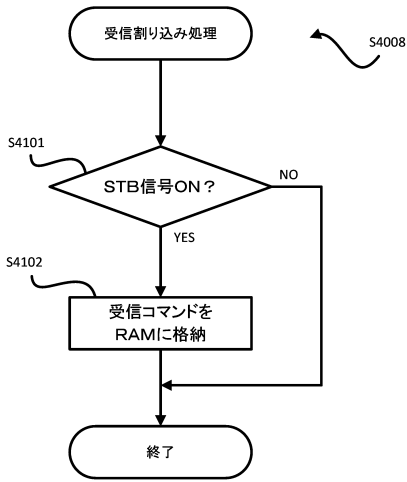 受信割り込み処理
S4008
S4101
STB信号ON？
NO
YES
S4102
受信コマンドを
RAMに格納
終了